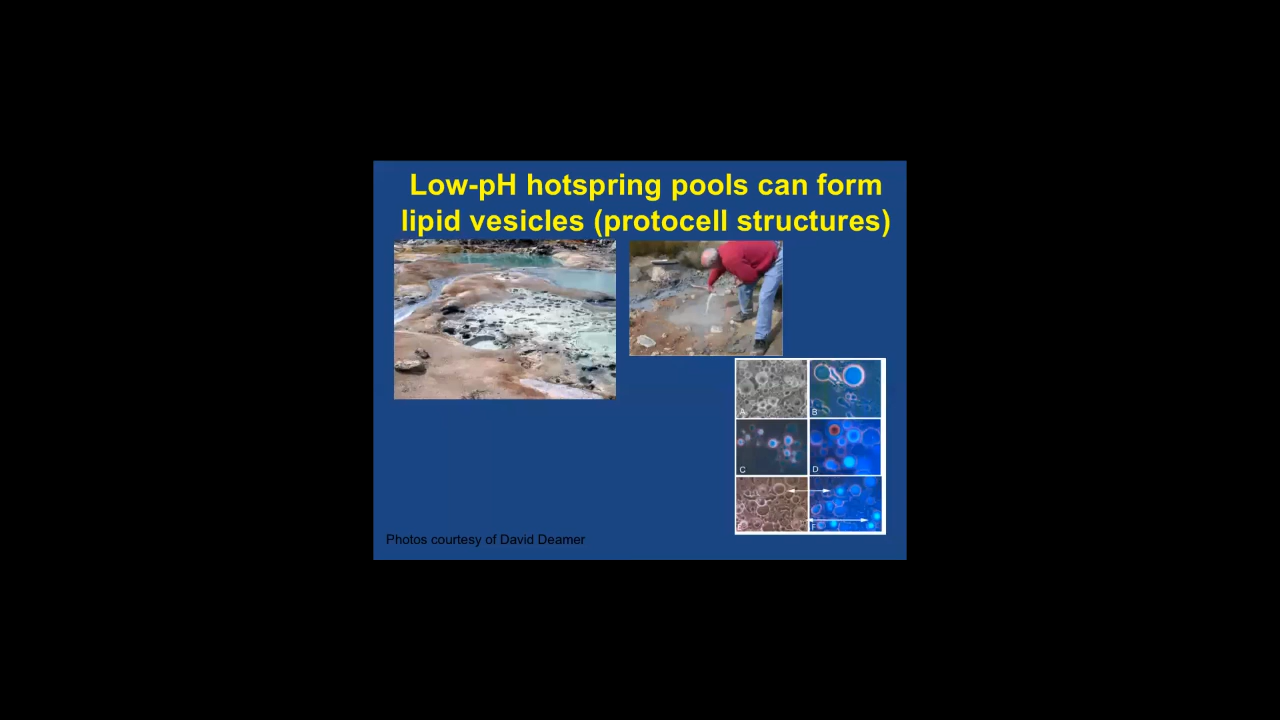 Low-pH hotspring pools can form
lipid vesicles (protocell structures)
A
B
C
D
E
F
Photos courtesy of David Deamer